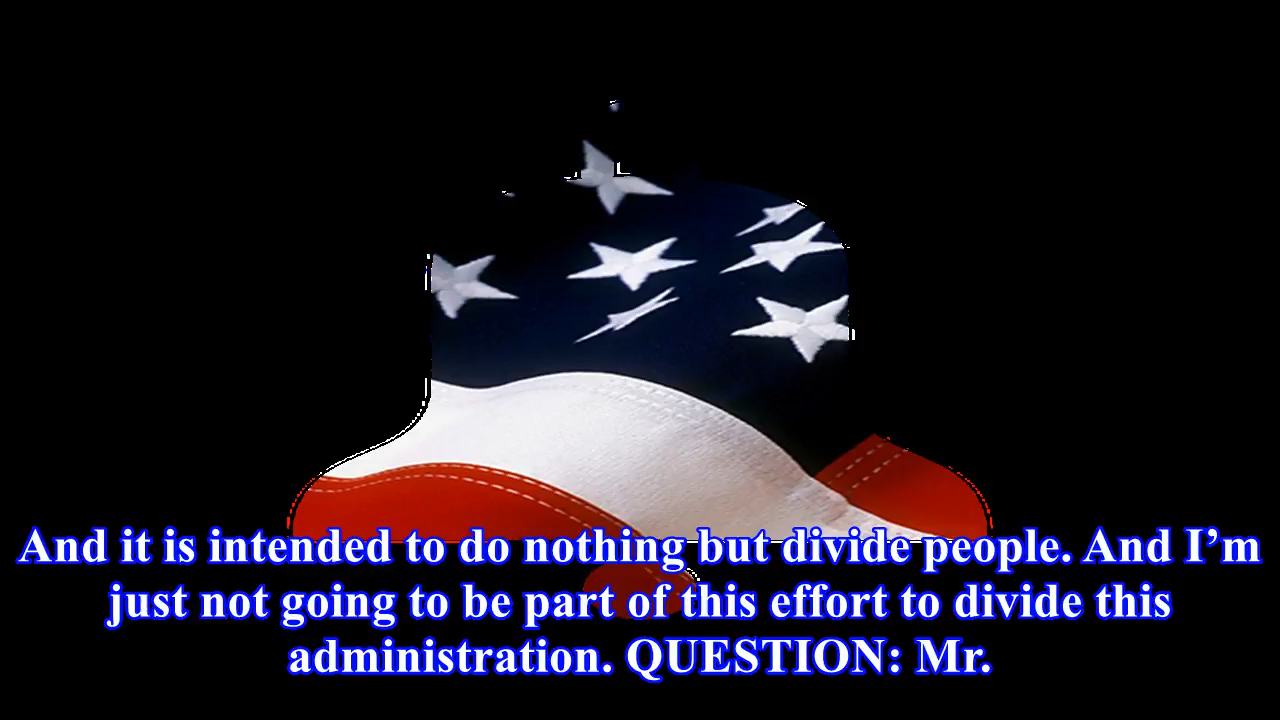 And it is intended to do nothing but divide people. And I’m
just not going to be part of this effort to divide this
administration. QUESTION: Mr.